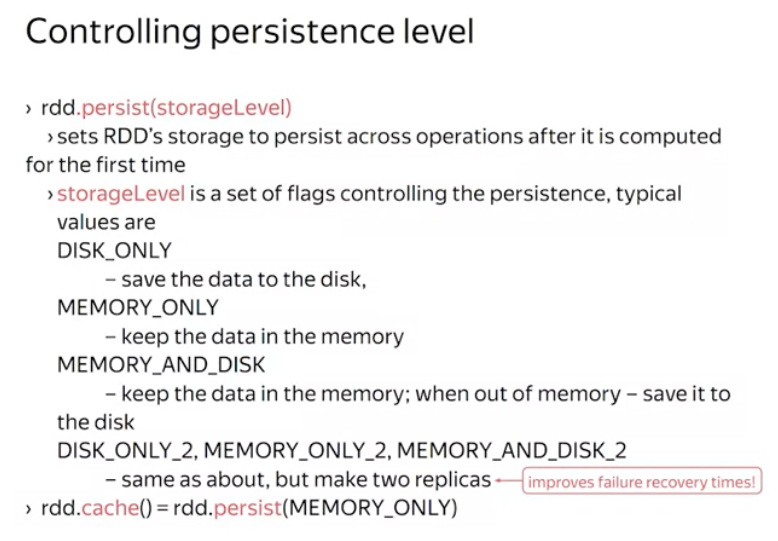 Controlling persistence level
› rdd.persist(storageLevel)
› sets RDD's storage to persist across operations after it is computed
for the first time
› storageLevel is a set of flags controlling the persistence, typical
values are
DISK_ONLY
– save the data to the disk,
MEMORY_ONLY
– keep the data in the memory
MEMORY_AND_DISK
– keep the data in the memory; when out of memory – save it to
the disk
DISK_ONLY_2, MEMORY_ONLY_2, MEMORY_AND_DISK_2
– same as about, but make two replicas
improves failure recovery times!
› rdd.cache() = rdd.persist(MEMORY_ONLY)